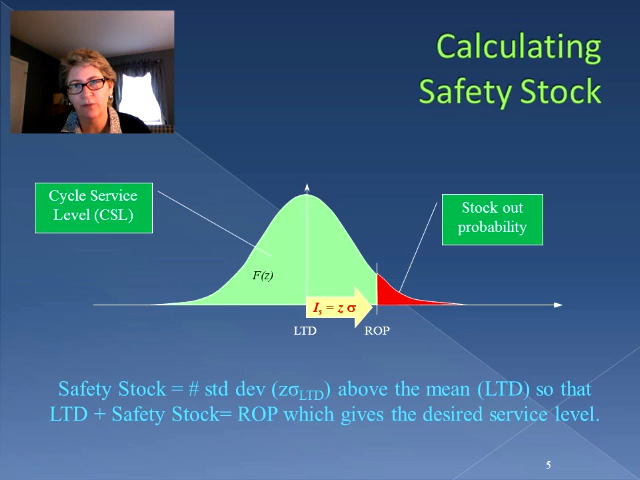 Calculating
Safety Stock
Cycle Service
Level (CSL)
Stock out
probability
F(z)
Is = z σ
LTD
ROP
Safety Stock = # std dev (zσLTD) above the mean (LTD) so that
LTD + Safety Stock= ROP which gives the desired service level.
5